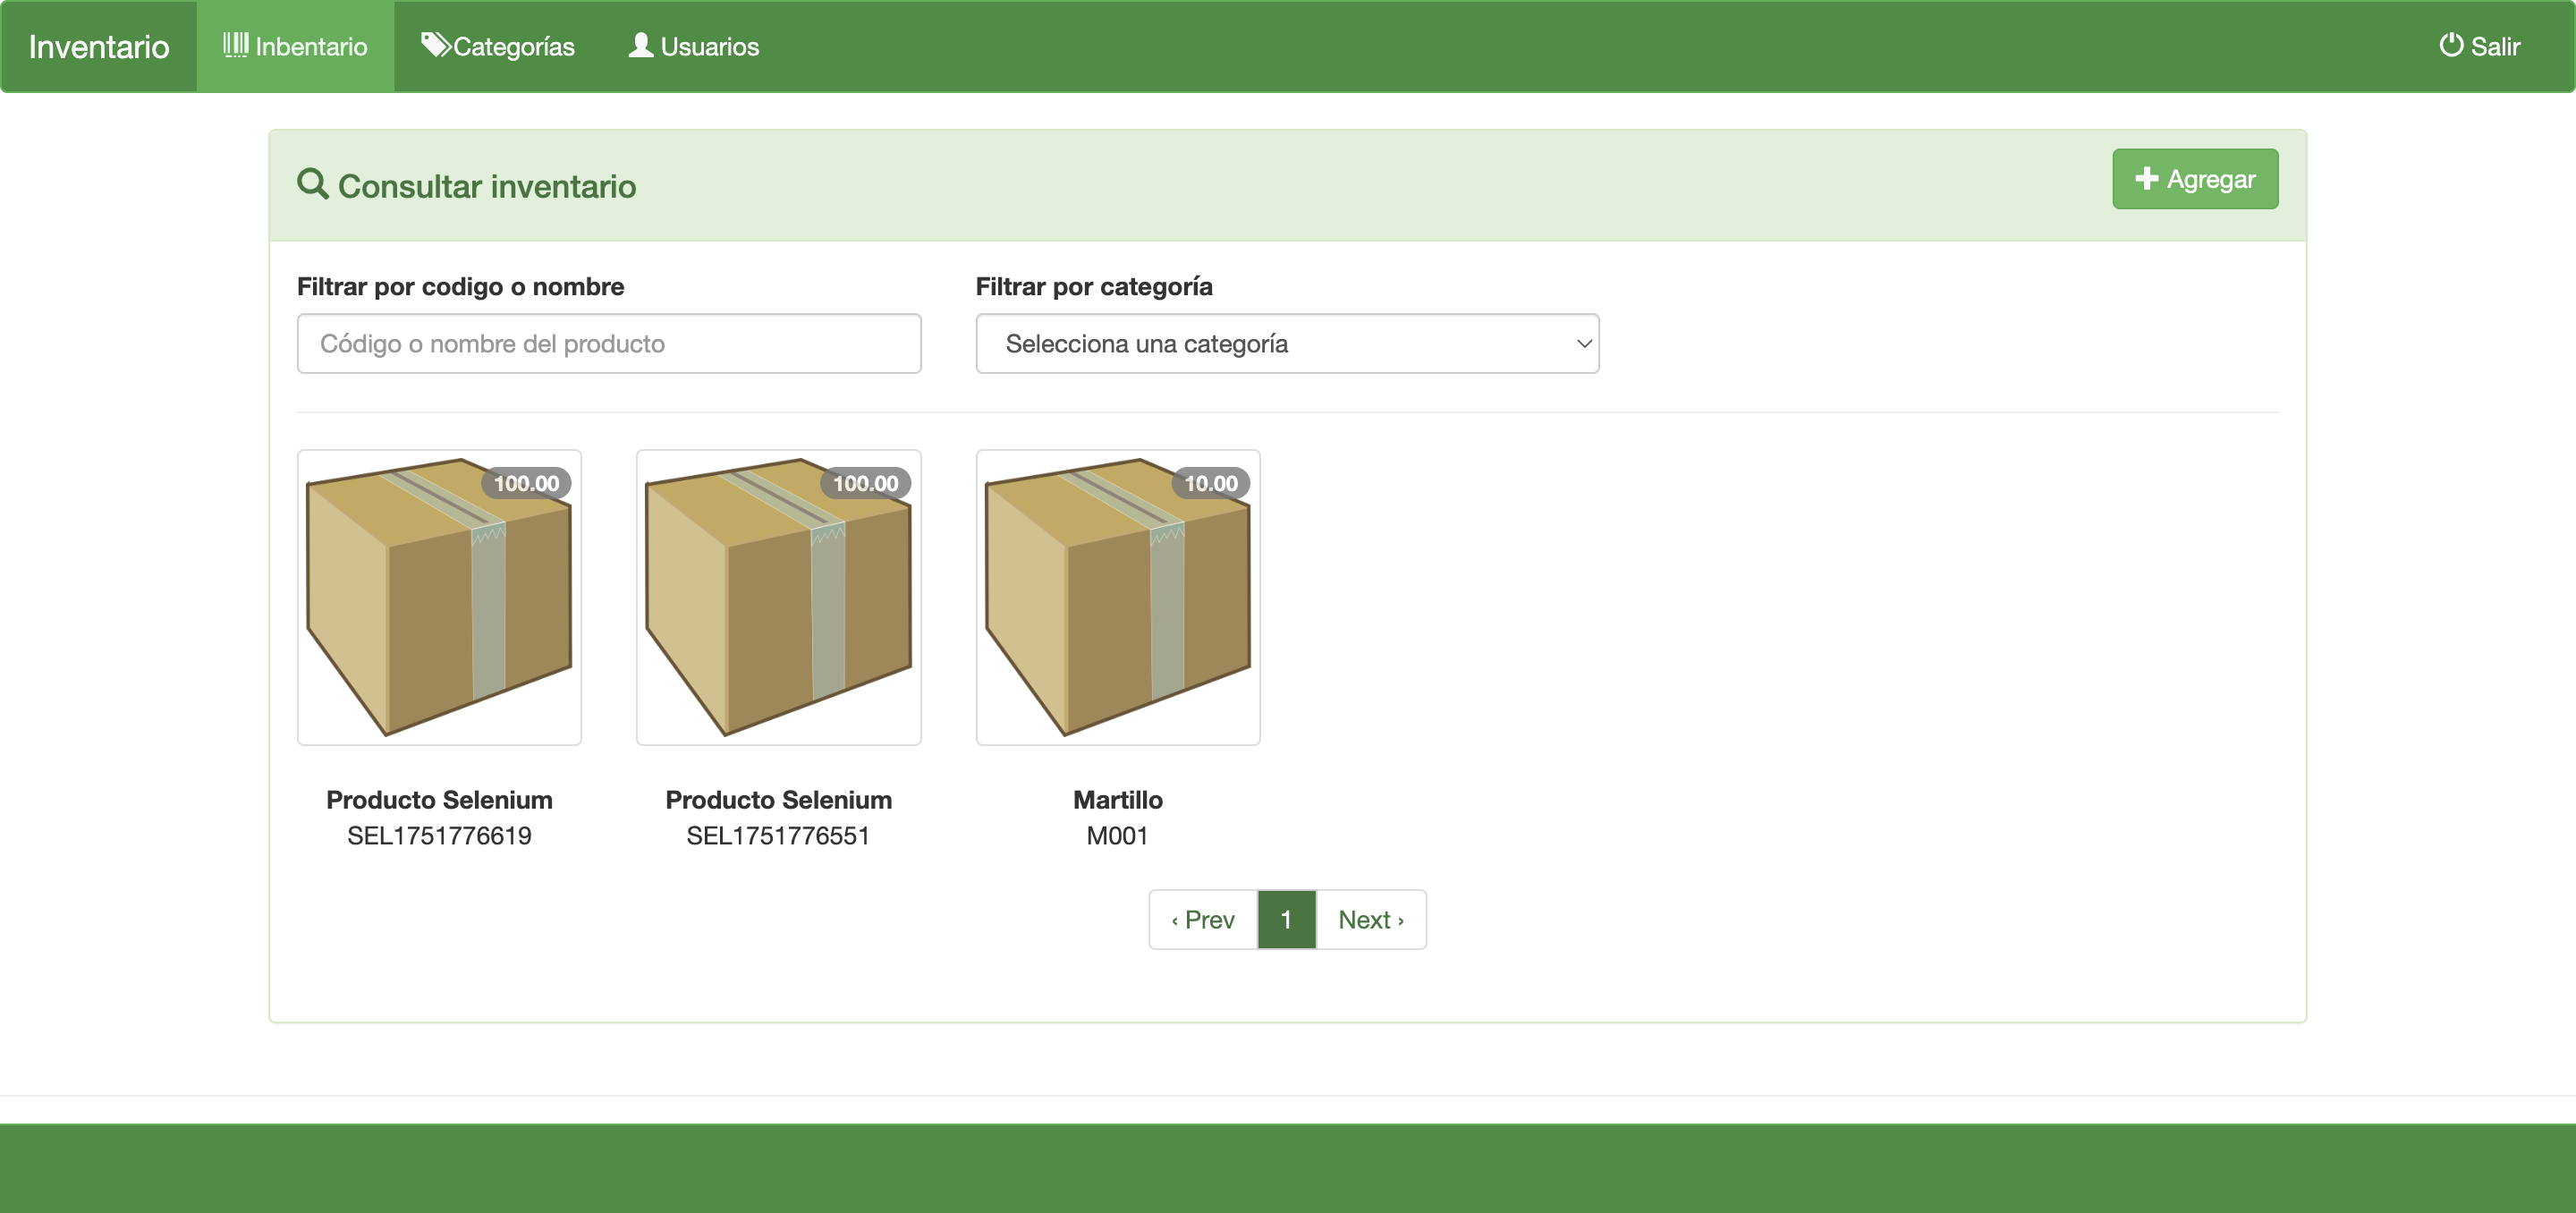 Inventario Inbentario Categorías Usuarios Salir
Consultar inventario
Agregar
Filtrar por codigo o nombre
Código o nombre del producto
Filtrar por categoría
Selecciona una categoría
100.00
Producto Selenium
SEL1751776619
100.00
Producto Selenium
SEL1751776551
10.00
Martillo
M001
‹ Prev 1 Next ›